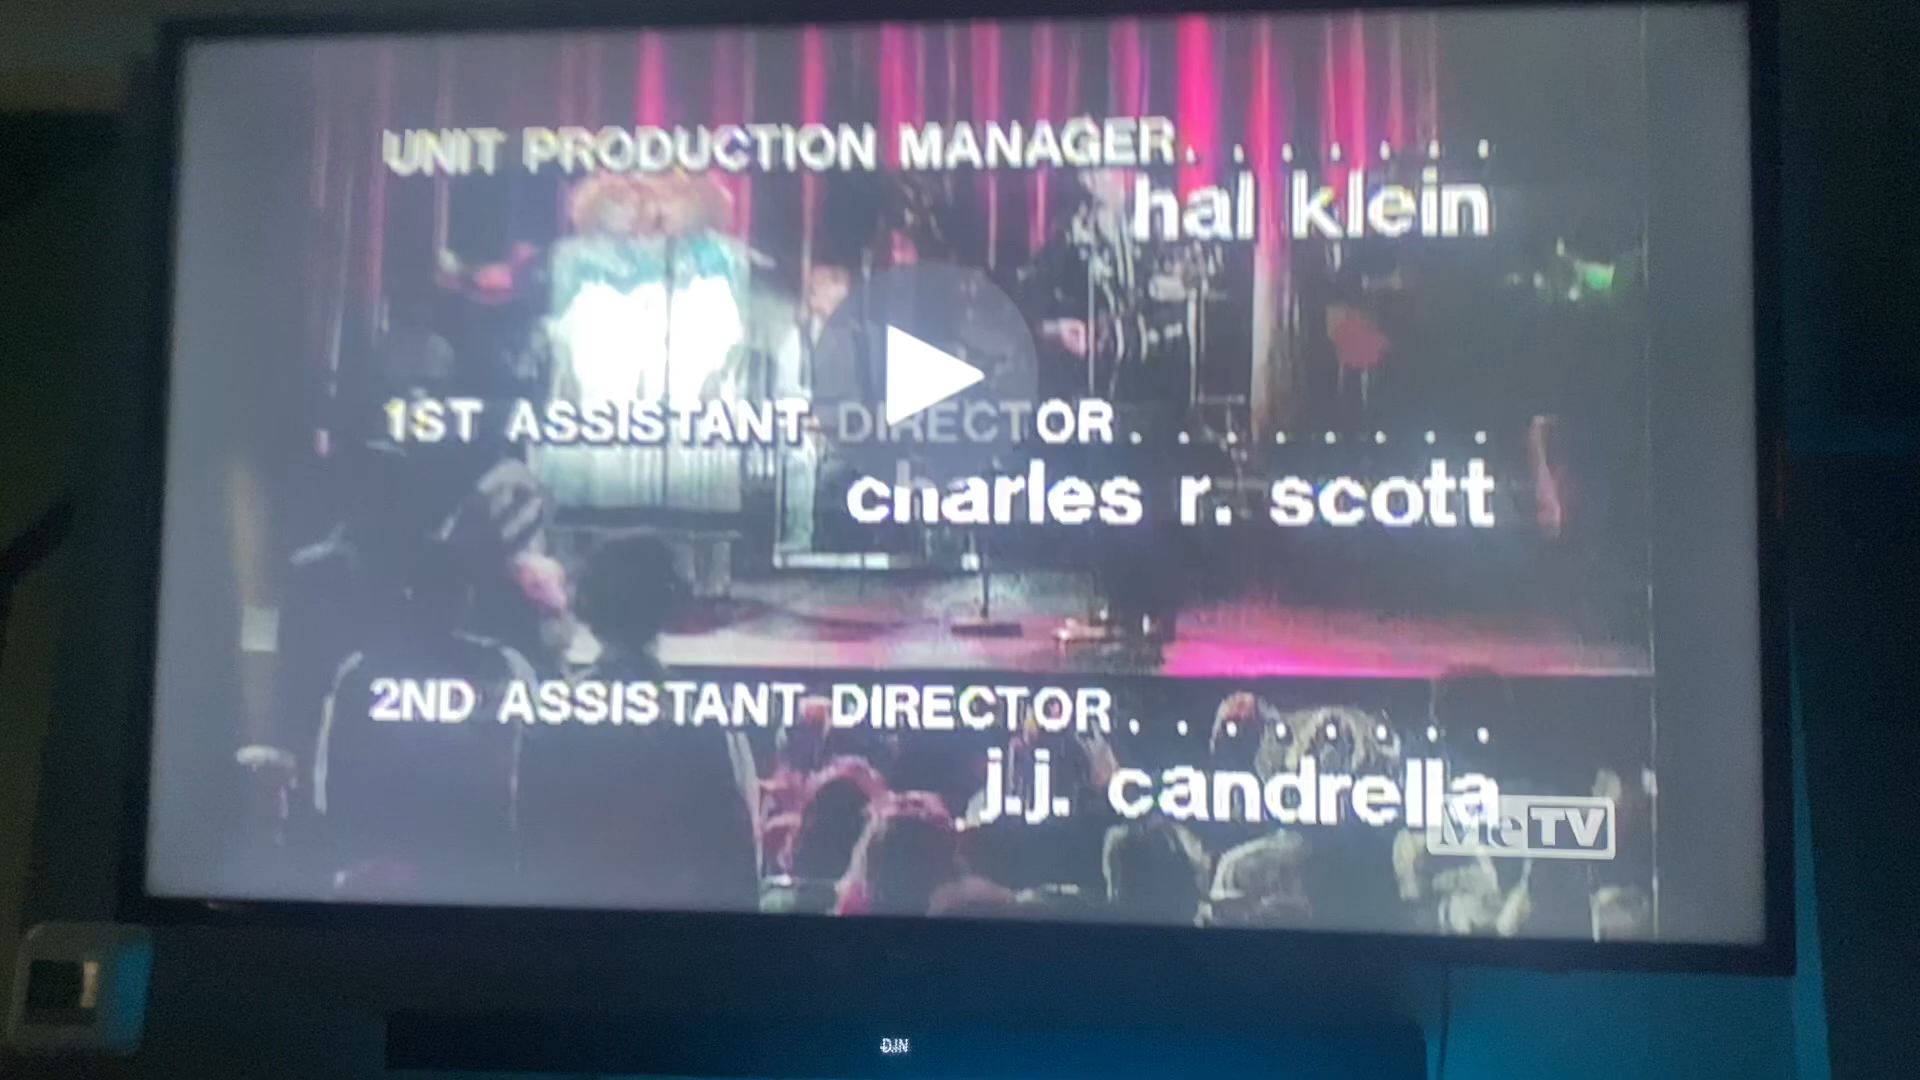 UNIT PRODUCTION MANAGER.......
hal klein
1ST ASSISTANT DIRECTOR........
charles r. scott
2ND ASSISTANT DIRECTOR........
j.j. candrella
MeTV